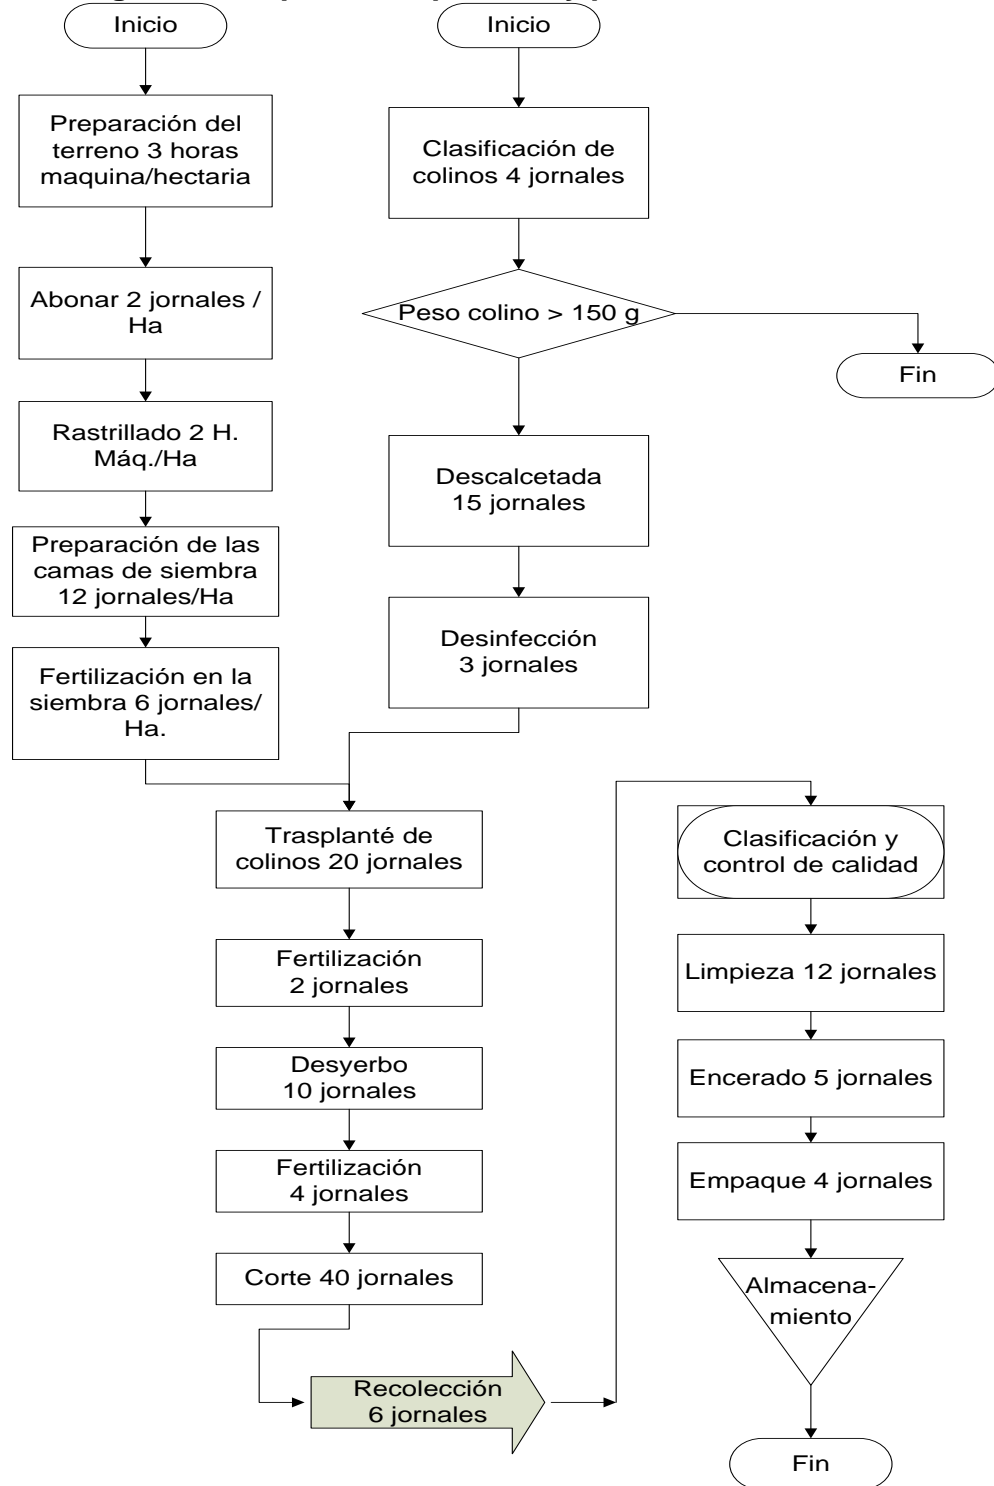 Inicio
Preparación del
terreno 3 horas
maquina/hectaria
Abonar 2 jornales /
Ha
Rastrillado 2 H.
Máq./Ha
Preparación de las
camas de siembra
12 jornales/Ha
Fertilización en la
siembra 6 jornales/
Ha.
Inicio
Clasificación de
colinos 4 jornales
Peso colino > 150 g
Fin
Descalcetada
15 jornales
Desinfección
3 jornales
Trasplanté de
colinos 20 jornales
Fertilización
2 jornales
Desyerbo
10 jornales
Fertilización
4 jornales
Corte 40 jornales
Recolección
6 jornales
Clasificación y
control de calidad
Limpieza 12 jornales
Encerado 5 jornales
Empaque 4 jornales
Almacena-
miento
Fin